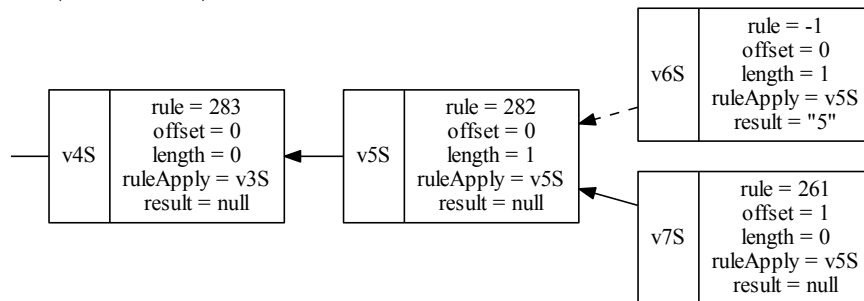 v4S
rule = 283
offset = 0
length = 0
ruleApply = v3S
result = null
v5S
rule = 282
offset = 0
length = 1
ruleApply = v5S
result = null
v6S
rule = -1
offset = 0
length = 1
ruleApply = v5S
result = "5"
v7S
rule = 261
offset = 1
length = 0
ruleApply = v5S
result = null